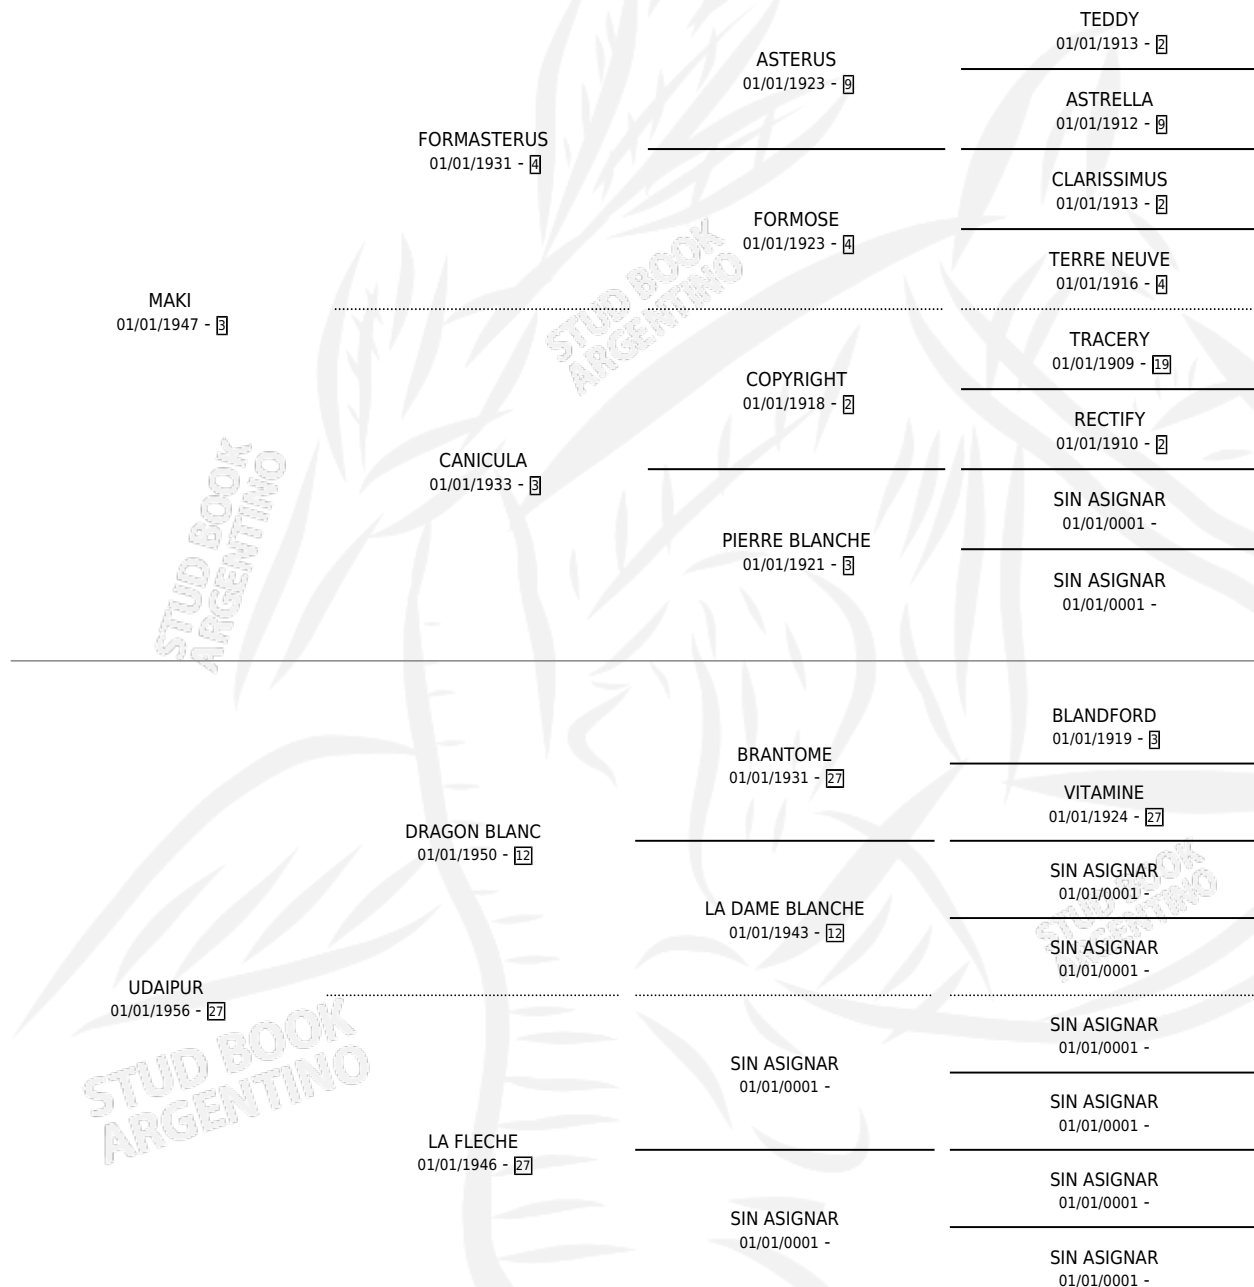 TEDDY
01/01/1913 - 2
ASTERUS
01/01/1923 - 9
ASTRELLA
01/01/1912 - 9
FORMASTERUS
01/01/1931 - 4
CLARISSIMUS
01/01/1913 - 2
FORMOSE
01/01/1923 - 4
TERRE NEUVE
01/01/1916 - 4
MAKI
01/01/1947 - 3
TRACERY
01/01/1909 - 19
COPYRIGHT
01/01/1918 - 2
RECTIFY
01/01/1910 - 2
CANICULA
01/01/1933 - 3
SIN ASIGNAR
01/01/0001 -
PIERRE BLANCHE
01/01/1921 - 3
SIN ASIGNAR
01/01/0001 -
BLANDFORD
01/01/1919 - 3
BRANTOME
01/01/1931 - 27
VITAMINE
01/01/1924 - 27
DRAGON BLANC
01/01/1950 - 12
SIN ASIGNAR
01/01/0001 -
LA DAME BLANCHE
01/01/1943 - 12
SIN ASIGNAR
01/01/0001 -
UDAIPUR
01/01/1956 - 27
SIN ASIGNAR
01/01/0001 -
SIN ASIGNAR
01/01/0001 -
SIN ASIGNAR
01/01/0001 -
LA FLECHE
01/01/1946 - 27
SIN ASIGNAR
01/01/0001 -
SIN ASIGNAR
01/01/0001 -
SIN ASIGNAR
01/01/0001 -
STUD BOOK
ARGENTINO
STUD BOOK
ARGENTINO
STUD BOOK
ARGENTINO
STUD BOOK
ARGENTINO